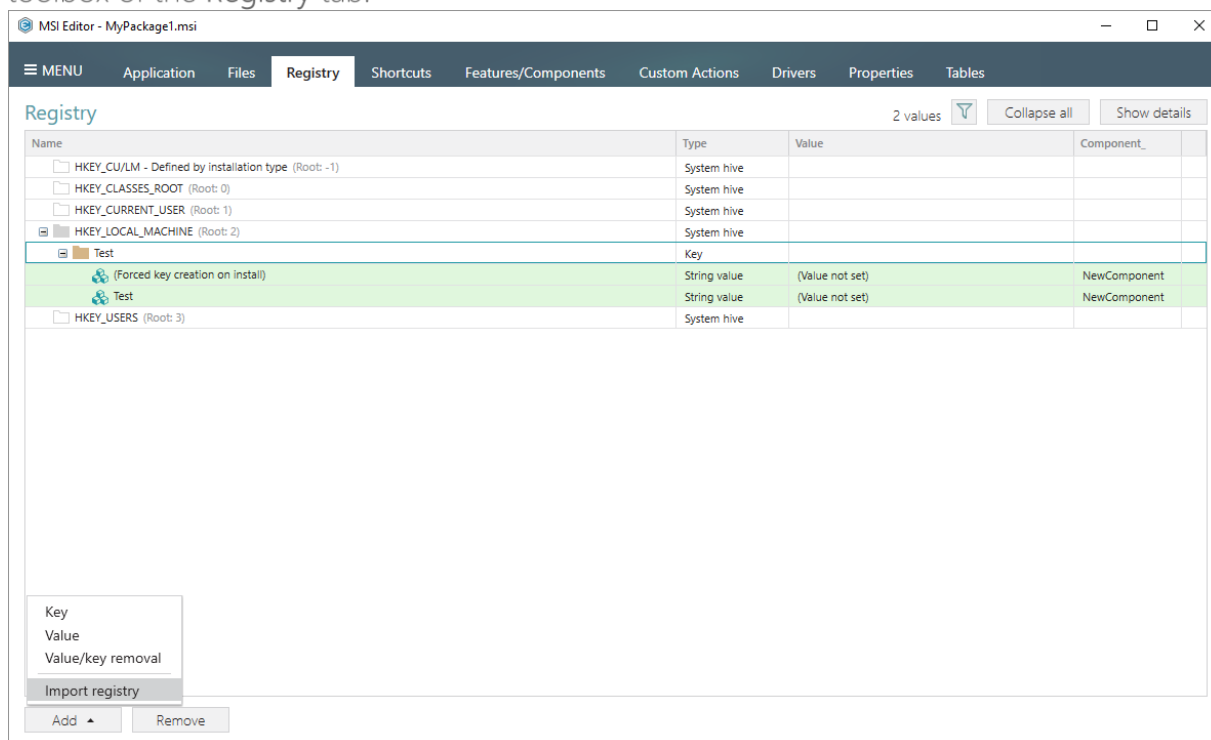 toolbox of the Registry tab.
MSI Editor - MyPackage1.msi
MENU Application Files Registry Shortcuts Features/Components Custom Actions Drivers Properties Tables
Registry 2 values Collapse all Show details
Name Type Value Component_
HKEY_CU/LM - Defined by installation type (Root: -1) System hive
HKEY_CLASSES_ROOT (Root: 0) System hive
HKEY_CURRENT_USER (Root: 1) System hive
HKEY_LOCAL_MACHINE (Root: 2) System hive
Test Key
(Forced key creation on install) String value (Value not set) NewComponent
Test String value (Value not set) NewComponent
HKEY_USERS (Root: 3) System hive
Key
Value
Value/key removal
Import registry
Add Remove